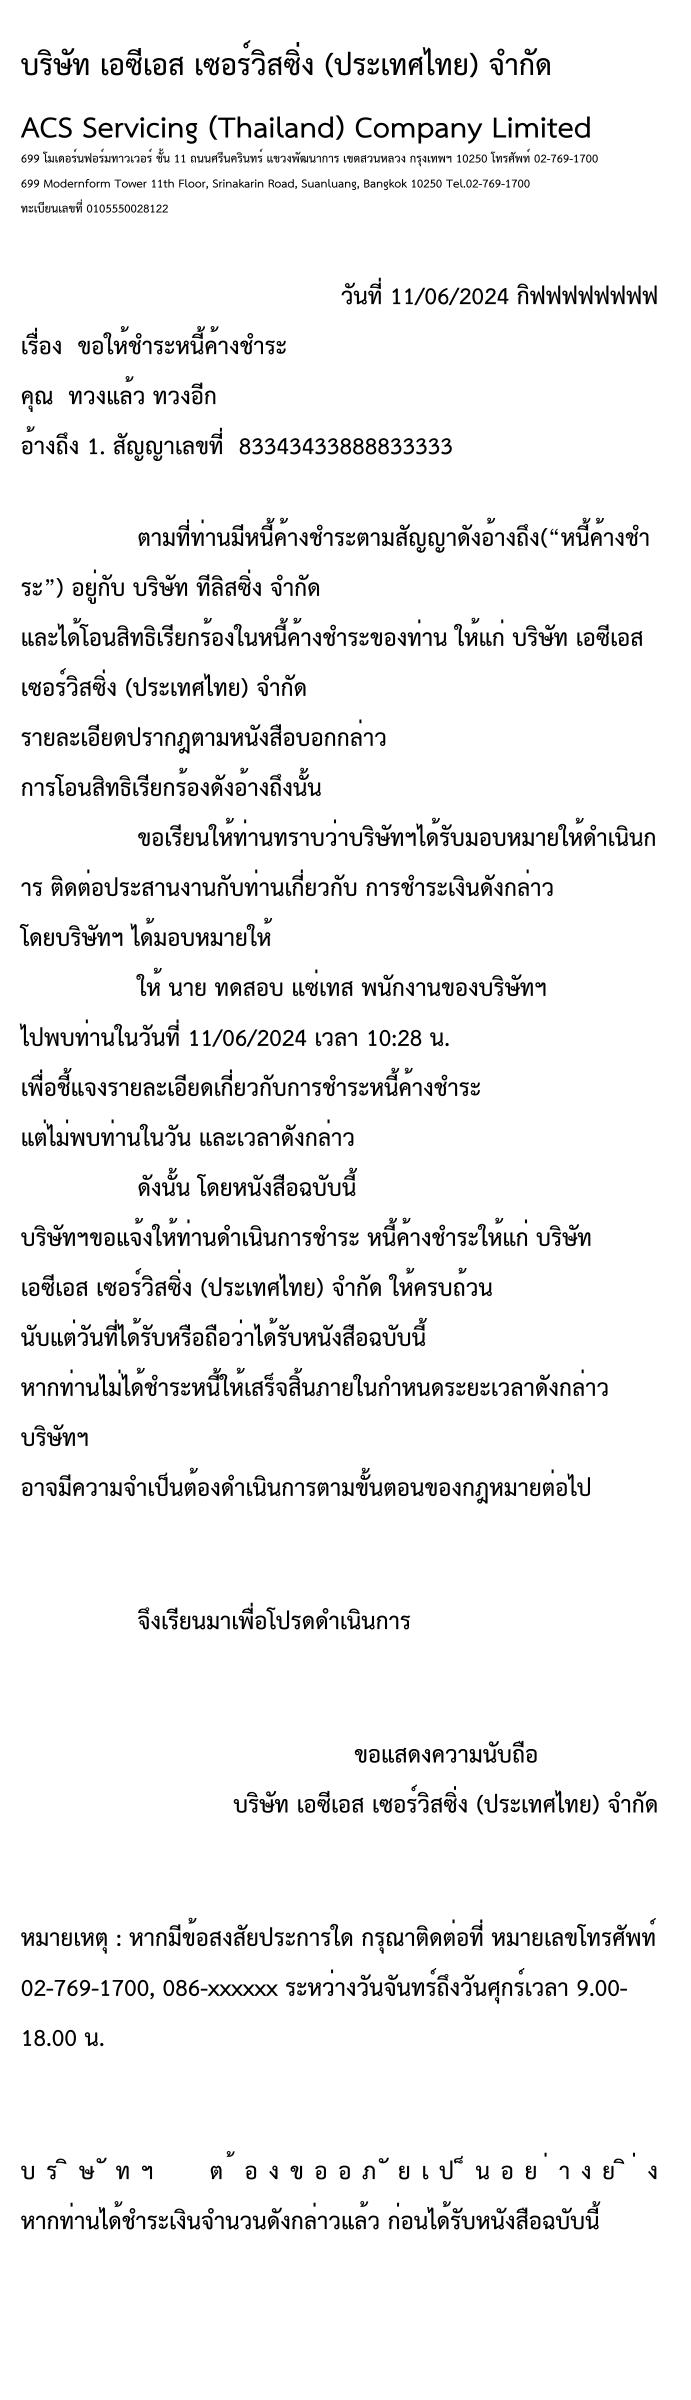 บริษัท เอซีเอส เซอร์วิสซิ่ง (ประเทศไทย) จำกัด
ACS Servicing (Thailand) Company Limited
699 โมเดอร์นฟอร์มทาวเวอร์ ชั้น 11 ถนนศรีนครินทร์ แขวงพัฒนาการ เขตสวนหลวง กรุงเทพฯ 10250 โทรศัพท์ 02-769-1700
699 Modernform Tower 11th Floor, Srinakarin Road, Suanluang, Bangkok 10250 Tel.02-769-1700
ทะเบียนเลขที่ 0105550028122
วันที่ 11/06/2024 กิฟฟฟฟฟฟฟฟ
เรื่อง ขอให้ชำระหนี้ค้างชำระ
คุณ ทวงแล้ว ทวงอีก
อ้างถึง 1. สัญญาเลขที่ 83343433888833333
ตามที่ท่านมีหนี้ค้างชำระตามสัญญาดังอ้างถึง(“หนี้ค้างชำ
ระ”) อยู่กับ บริษัท ทีลิสซิ่ง จำกัด
และได้โอนสิทธิเรียกร้องในหนี้ค้างชำระของท่าน ให้แก่ บริษัท เอซีเอส
เซอร์วิสซิ่ง (ประเทศไทย) จำกัด
รายละเอียดปรากฎตามหนังสือบอกกล่าว
การโอนสิทธิเรียกร้องดังอ้างถึงนั้น
ขอเรียนให้ท่านทราบว่าบริษัทฯได้รับมอบหมายให้ดำเนินก
าร ติดต่อประสานงานกับท่านเกี่ยวกับ การชำระเงินดังกล่าว
โดยบริษัทฯ ได้มอบหมายให้
ให้ นาย ทดสอบ แซ่เทส พนักงานของบริษัทฯ
ไปพบท่านในวันที่ 11/06/2024 เวลา 10:28 น.
เพื่อชี้แจงรายละเอียดเกี่ยวกับการชำระหนี้ค้างชำระ
แต่ไม่พบท่านในวัน และเวลาดังกล่าว
ดังนั้น โดยหนังสือฉบับนี้
บริษัทฯขอแจ้งให้ท่านดำเนินการชำระ หนี้ค้างชำระให้แก่ บริษัท
เอซีเอส เซอร์วิสซิ่ง (ประเทศไทย) จำกัด ให้ครบถ้วน
นับแต่วันที่ได้รับหรือถือว่าได้รับหนังสือฉบับนี้
หากท่านไม่ได้ชำระหนี้ให้เสร็จสิ้นภายในกำหนดระยะเวลาดังกล่าว
บริษัทฯ
อาจมีความจำเป็นต้องดำเนินการตามขั้นตอนของกฎหมายต่อไป
จึงเรียนมาเพื่อโปรดดำเนินการ
ขอแสดงความนับถือ
บริษัท เอซีเอส เซอร์วิสซิ่ง (ประเทศไทย) จำกัด
หมายเหตุ : หากมีข้อสงสัยประการใด กรุณาติดต่อที่ หมายเลขโทรศัพท์
02-769-1700, 086-xxxxxx ระหว่างวันจันทร์ถึงวันศุกร์เวลา 9.00-
18.00 น.
บริษัทฯ ต้องขออภัยเป็นอย่างยิ่ง
หากท่านได้ชำระเงินจำนวนดังกล่าวแล้ว ก่อนได้รับหนังสือฉบับนี้